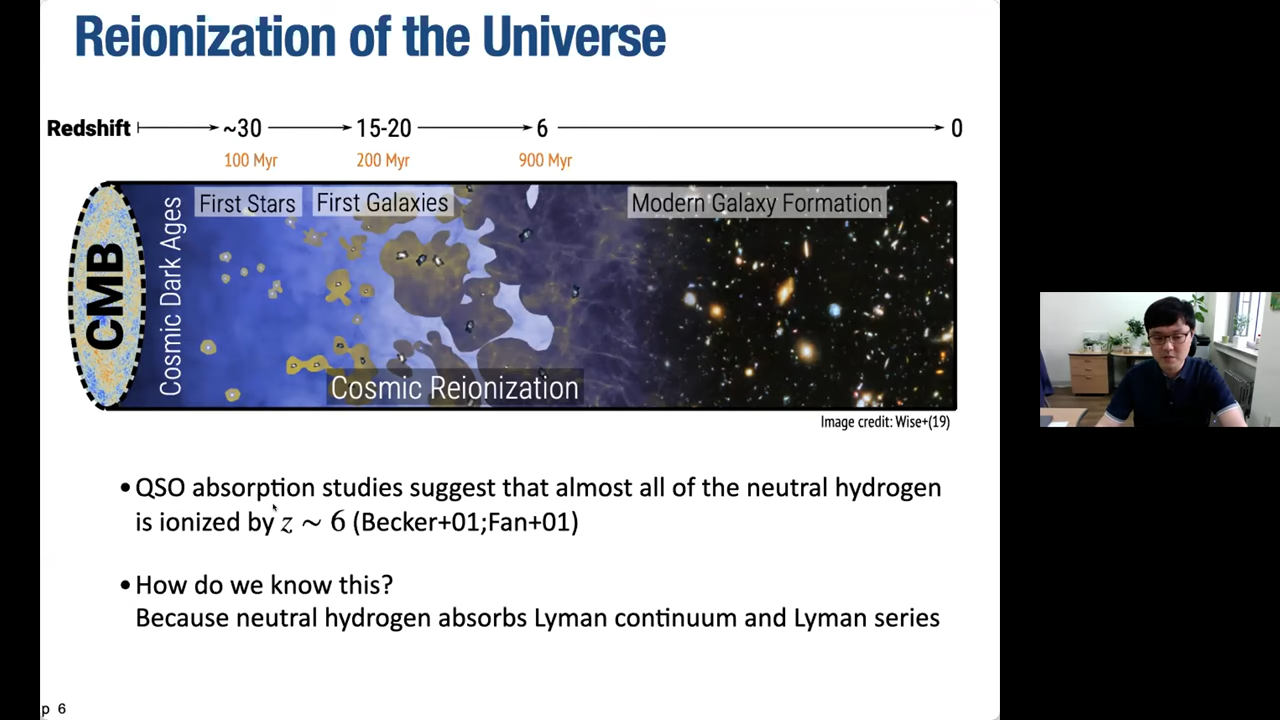 Reionization of the Universe
Redshift ~30 15-20 6 0
100 Myr 200 Myr 900 Myr
CMB
Cosmic Dark Ages
First Stars First Galaxies Modern Galaxy Formation
Cosmic Reionization
Image credit: Wise+(19)
• QSO absorption studies suggest that almost all of the neutral hydrogen
is ionized by z ~ 6 (Becker+01;Fan+01)
• How do we know this?
Because neutral hydrogen absorbs Lyman continuum and Lyman series
p 6